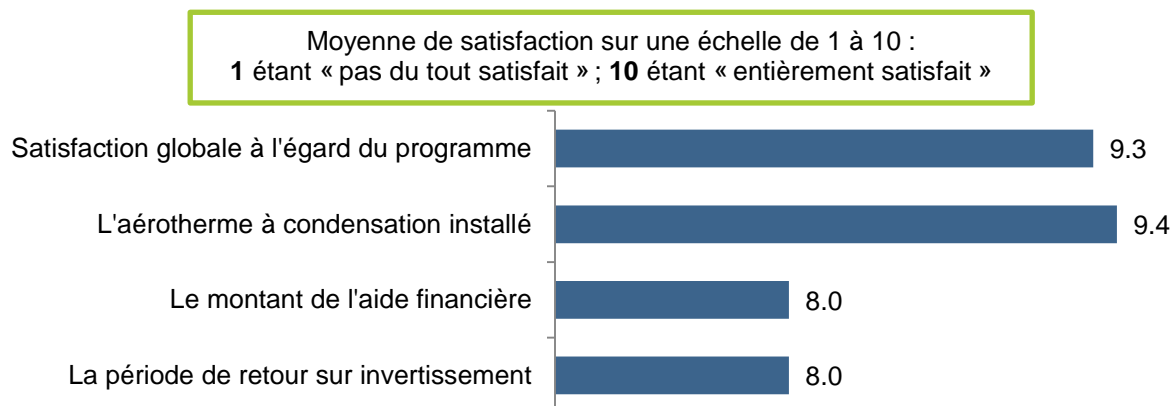 Moyenne de satisfaction sur une échelle de 1 à 10 :
1 étant « pas du tout satisfait » ; 10 étant « entièrement satisfait »
Satisfaction globale à l'égard du programme
9.3
L'aérotherme à condensation installé
9.4
Le montant de l'aide financière
8.0
La période de retour sur invertissement
8.0